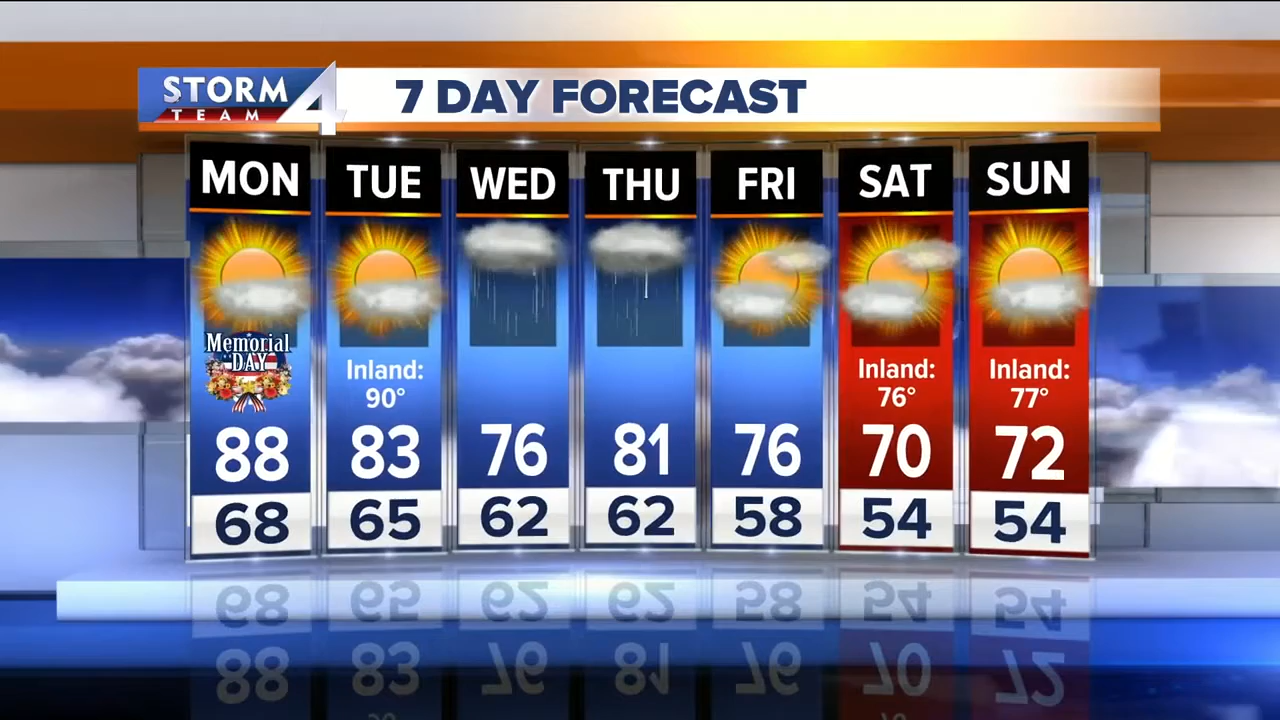 STORM
TEAM 4
7 DAY FORECAST
MON TUE WED THU FRI SAT SUN
Memorial
DAY
Inland: Inland: Inland:
90° 76° 77°
88 83 76 81 76 70 72
68 65 62 62 58 54 54